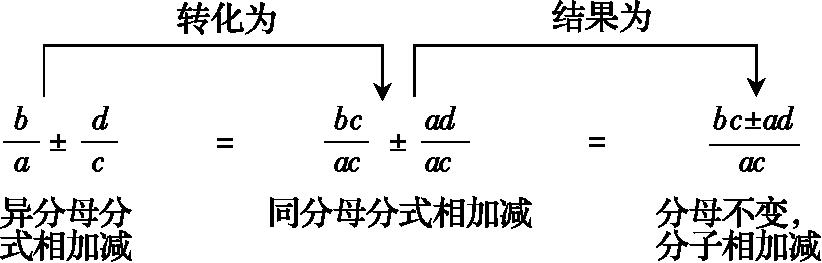 转化为 结果为
b/a ± d/c = bc/ac ± ad/ac = bc±ad/ac
异分母分 同分母分式相加减 分母不变，
式相加减 分子相加减